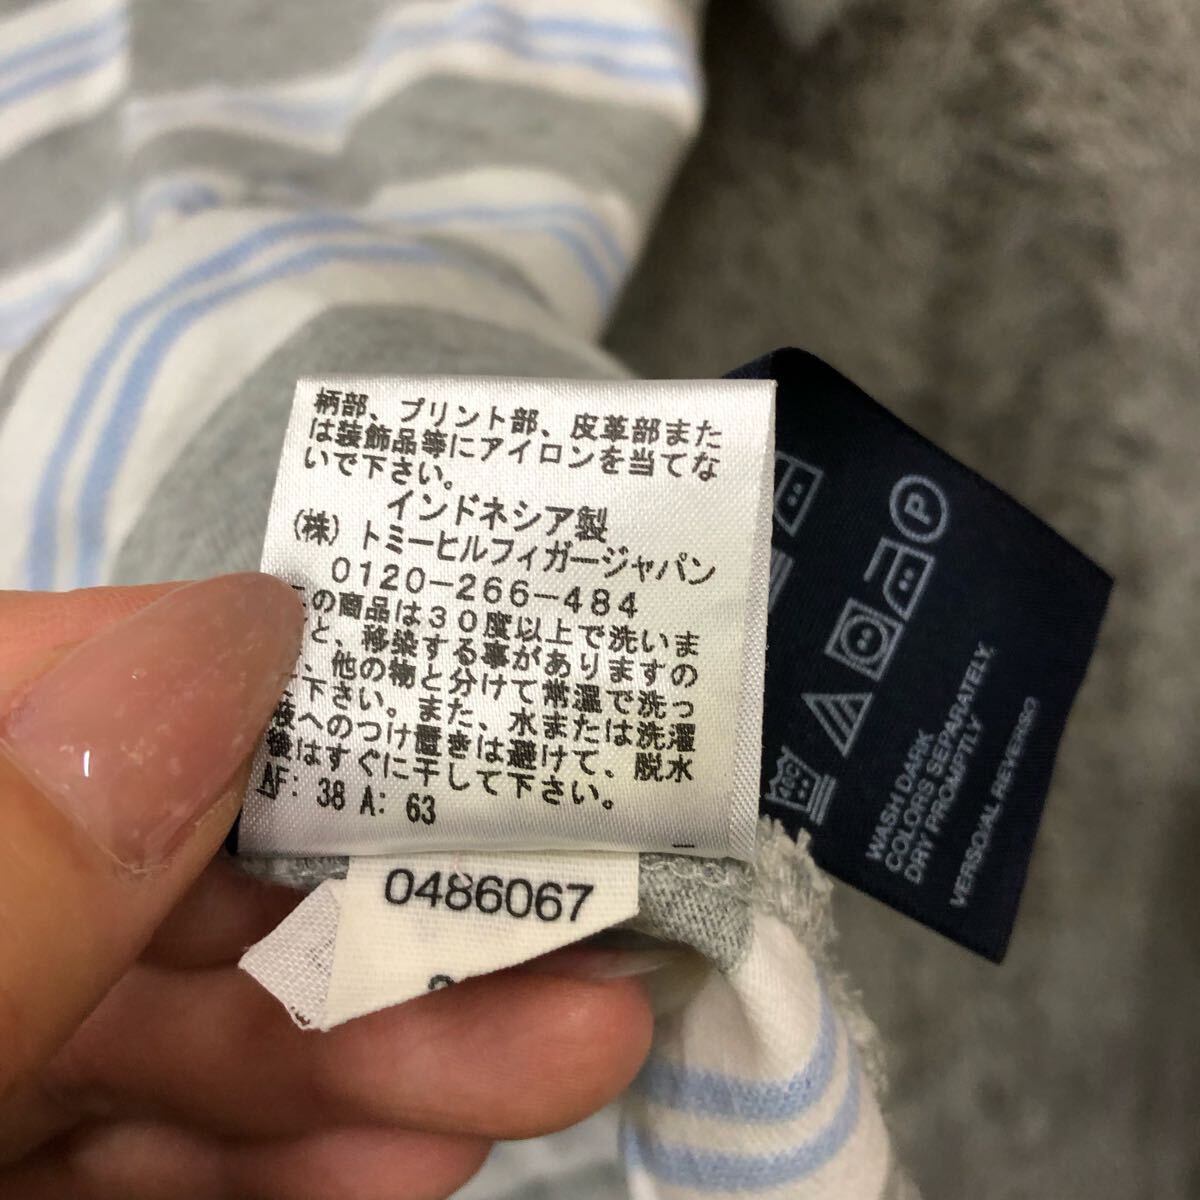 柄部、プリント部、皮革部また
は装飾品等にアイロンを当てな
いで下さい。
インドネシア製
(株) トミーヒルフィガージャパン
0120-266-484
の商品は30度以上で洗いま
と、移染する事がありますの
、他の物と分けて常温で洗っ
下さい。また、水または洗濯
へのつけ置きは避けて、脱水
後はすぐに干して下さい。
AF: 38 A: 63
0486067
P
WASH DARK
COLORS SEPARATELY,
DRY PROMPTLY
VERSO/AL REVERSO